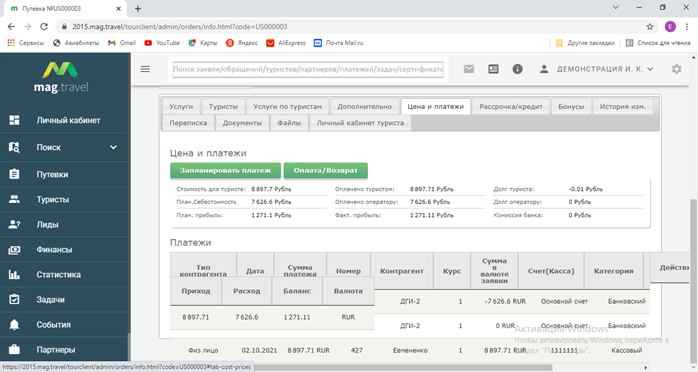 Путевка №US000003
2015.mag.travel/tourclient/admin/orders/info.html?code=US000003
E
Сервисы Авиабилеты Gmail YouTube Карты Яндекс AliExpress Почта Mail.ru Другие закладки Список для чтения
mag.travel
Поиск заявок/обращений/туристов/партнеров/платежей/задач/сертификато
ДЕМОНСТРАЦИЯ И. К.
Личный кабинет
Поиск
Путевки
Туристы
Лиды
Финансы
Статистика
Задачи
События
Партнеры
Услуги Туристы Услуги по туристам Дополнительно Цена и платежи Рассрочка/кредит Бонусы История изм.
Переписка Документы Файлы Личный кабинет туриста
Цена и платежи
Запланировать платеж Оплата/Возврат
Стоимость для туриста: 8 897.7 Рубль Оплачено туристом: 8 897.71 Рубль Долг туриста: -0.01 Рубль
План.Себестоимость 7 626.6 Рубль Оплачено оператору: 7 626.6 Рубль Долг оператору: 0 Рубль
План. прибыль: 1 271.1 Рубль Факт. прибыль: 1 271.11 Рубль Комиссия банка: 0 Рубль
Платежи
Тип контрагента Дата Сумма платежа Номер Контрагент Курс Сумма в валюте заявки Счет(Касса) Категория Действи
Приход Расход Баланс Валюта
ДГИ-2 1 -7 626.6 RUR Основной счет Банковский
8 897.71 7 626.6 1 271.11 RUR
ДГИ-2 1 0 RUR Основной счет Банковский
Активация Windows
Чтобы активировать Windows, перейдите в
раздел "Параметры".
Физ лицо 02.10.2021 8 897.71 RUR 427 Евмененко 1 8 897.71 RUR 1111111 Кассовый
https://2015.mag.travel/tourclient/admin/orders/info.html?code=US000003#tab-cost-prices